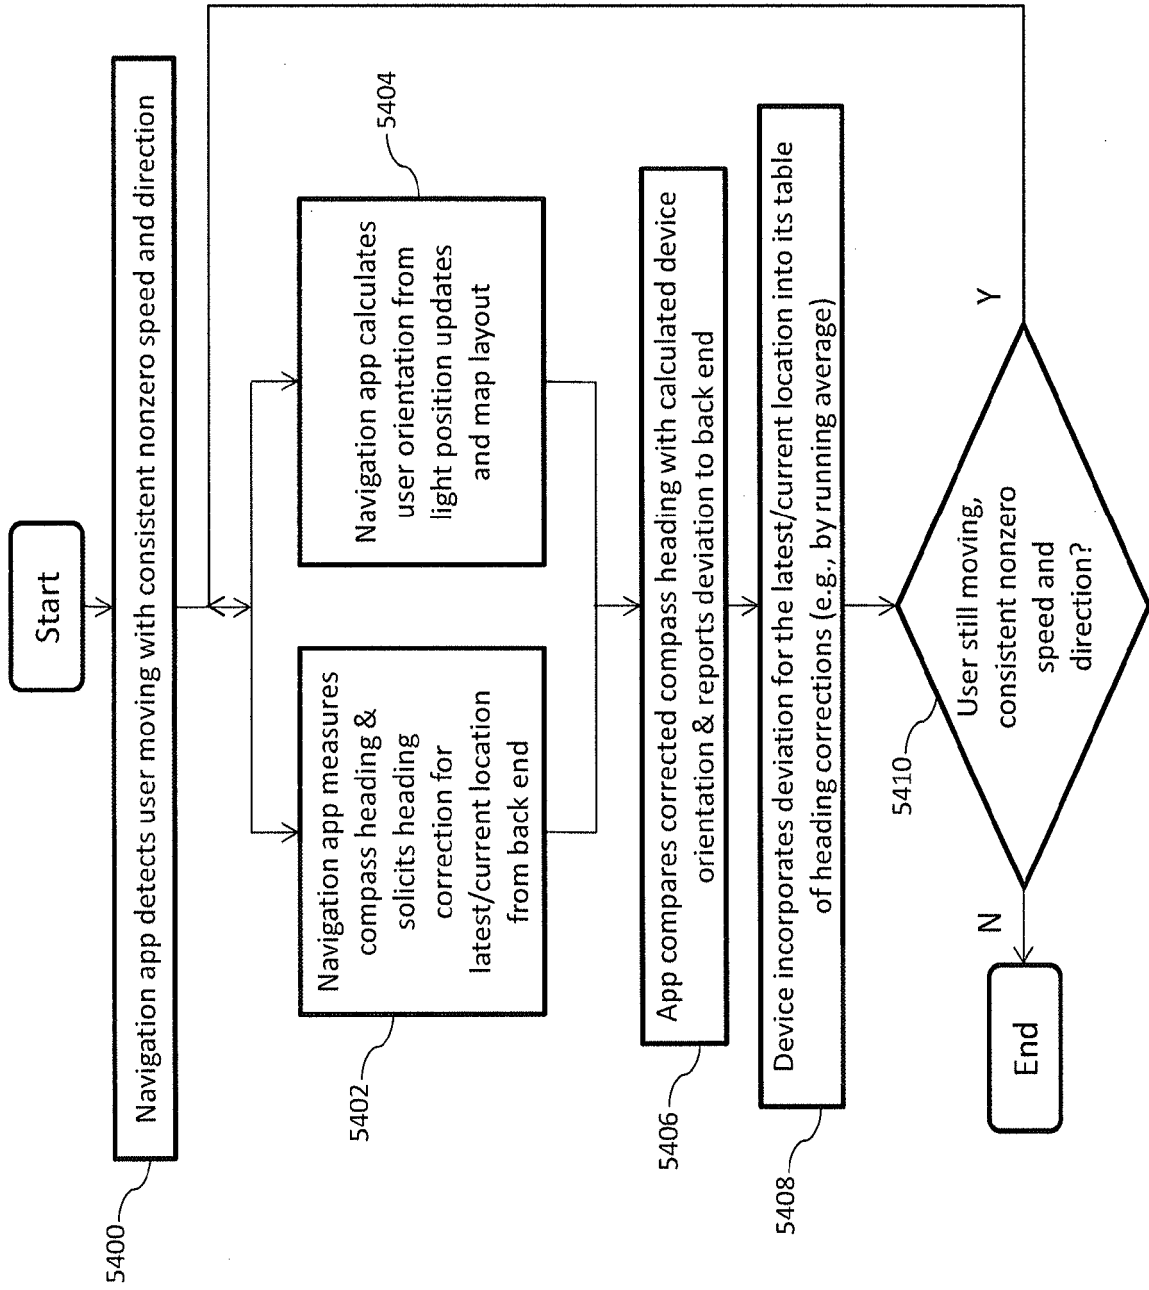 Start
5400
Navigation app detects user moving with consistent nonzero speed and direction
5402
Navigation app measures
compass heading &
solicits heading
correction for
latest/current location
from back end
5404
Navigation app calculates
user orientation from
light position updates
and map layout
5406
App compares corrected compass heading with calculated device
orientation & reports deviation to back end
5408
Device incorporates deviation for the latest/current location into its table
of heading corrections (e.g., by running average)
5410
User still moving,
consistent nonzero
speed and
direction?
N
Y
End